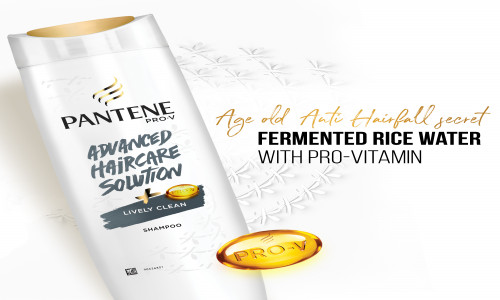 PANTENE
PRO-V
ADVANCED
HAIRCARE
SOLUTION
+
LIVELY CLEAN
SHAMPOO
Age old Anti Hairfall secret
FERMENTED RICE WATER
WITH PRO-VITAMIN
PRO-V